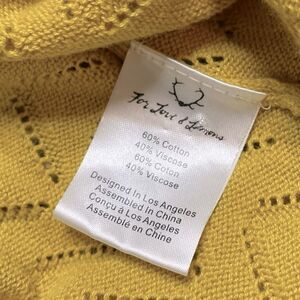 For Love & Lemons
60% Cotton
40% Viscose
60% Coton
40% Viscose
Designed In Los Angeles
Assembled in China
Conçu à Los Angeles
Assemblé en Chine